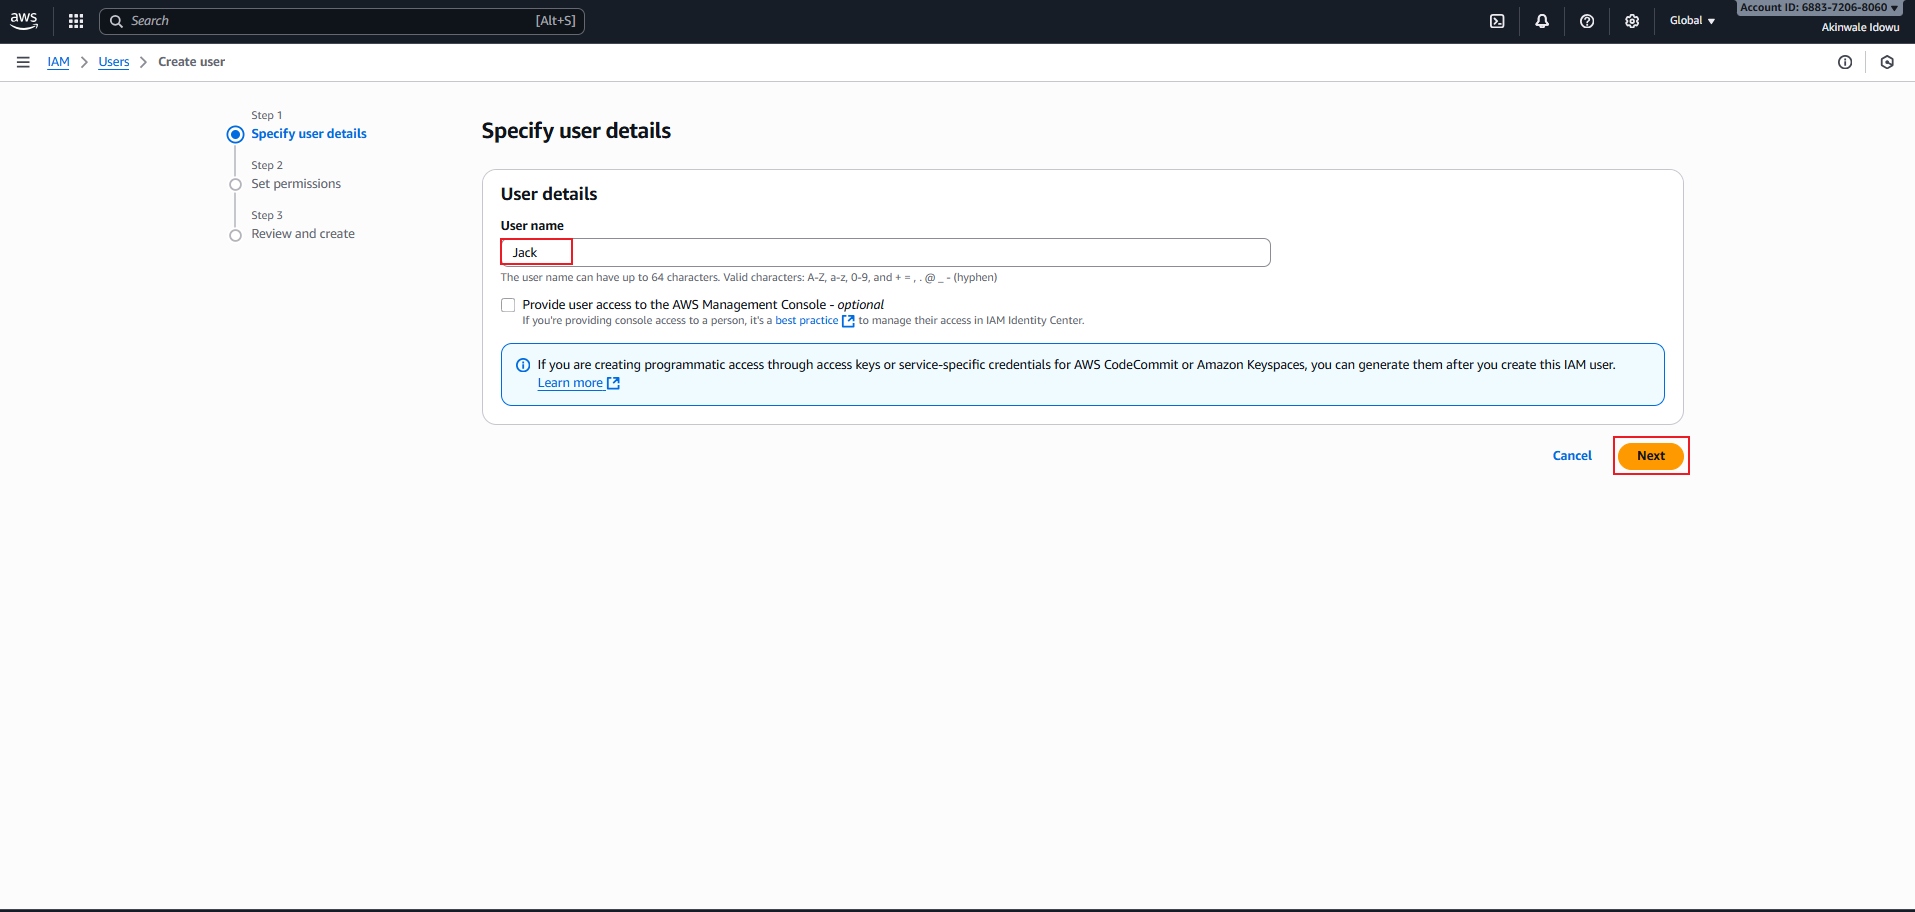 aws
Search [Alt+S]
Global
Account ID: 6883-7206-8060
Akinwale Idowu
IAM Users Create user
Step 1
Specify user details
Step 2
Set permissions
Step 3
Review and create
Specify user details
User details
User name
Jack
The user name can have up to 64 characters. Valid characters: A-Z, a-z, 0-9, and + = , . @ _ - (hyphen)
Provide user access to the AWS Management Console - optional
If you're providing console access to a person, it's a best practice to manage their access in IAM Identity Center.
If you are creating programmatic access through access keys or service-specific credentials for AWS CodeCommit or Amazon Keyspaces, you can generate them after you create this IAM user.
Learn more
Cancel Next